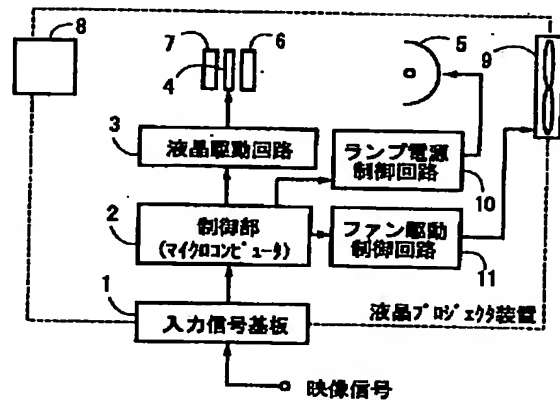 8
7
6
4
5
9
3
液晶駆動回路
ランプ電源
制御回路
10
2
制御部
(マイクロコンピュータ)
ファン駆動
制御回路
11
1
入力信号基板
液晶プロジェクタ装置
映像信号